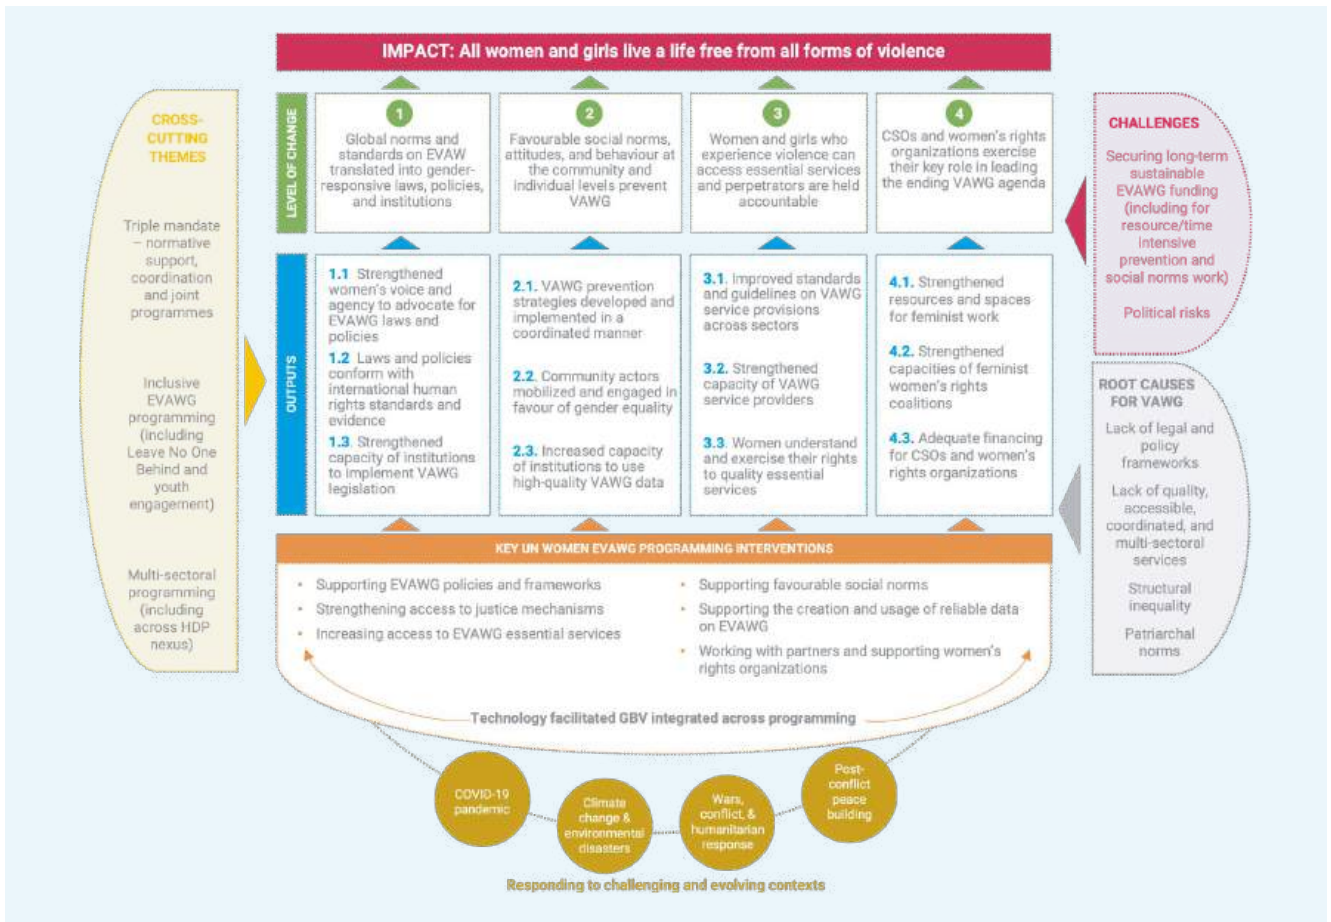 IMPACT: All women and girls live a life free from all forms of violence
CROSS-
CUTTING
THEMES
Triple mandate
– normative
support,
coordination
and joint
programmes
Inclusive
EVAWG
programming
(including
Leave No One
Behind and
youth
engagement)
Multi-sectoral
programming
(including
across HDP
nexus)
LEVEL OF CHANGE
1
Global norms and
standards on EVAW
translated into gender-
responsive laws, policies,
and institutions
2
Favourable social norms,
attitudes, and behaviour at
the community and
individual levels prevent
VAWG
3
Women and girls who
experience violence can
access essential services
and perpetrators are held
accountable
4
CSOs and women's rights
organizations exercise
their key role in leading
the ending VAWG agenda
OUTPUTS
1.1 Strengthened
women's voice and
agency to advocate for
EVAWG laws and
policies
1.2 Laws and policies
conform with
international human
rights standards and
evidence
1.3. Strengthened
capacity of institutions
to implement VAWG
legislation
2.1. VAWG prevention
strategies developed and
implemented in a
coordinated manner
2.2. Community actors
mobilized and engaged in
favour of gender equality
2.3. Increased capacity
of institutions to use
high-quality VAWG data
3.1. Improved standards
and guidelines on VAWG
service provisions
across sectors
3.2. Strengthened
capacity of VAWG
service providers
3.3. Women understand
and exercise their rights
to quality essential
services
4.1. Strengthened
resources and spaces
for feminist work
4.2. Strengthened
capacities of feminist
women's rights
coalitions
4.3. Adequate financing
for CSOs and women's
rights organizations
CHALLENGES
Securing long-term
sustainable
EVAWG funding
(including for
resource/time
intensive
prevention and
social norms work)
Political risks
ROOT CAUSES
FOR VAWG
Lack of legal and
policy
frameworks
Lack of quality,
accessible,
coordinated, and
multi-sectoral
services
Structural
inequality
Patriarchal
norms
KEY UN WOMEN EVAWG PROGRAMMING INTERVENTIONS
• Supporting EVAWG policies and frameworks
• Strengthening access to justice mechanisms
• Increasing access to EVAWG essential services
• Supporting favourable social norms
• Supporting the creation and usage of reliable data
on EVAWG
• Working with partners and supporting women's
rights organizations
Technology facilitated GBV integrated across programming
COVID-19
pandemic
Climate
change &
environmental
disasters
Wars,
conflict, &
humanitarian
response
Post-
conflict
peace
building
Responding to challenging and evolving contexts